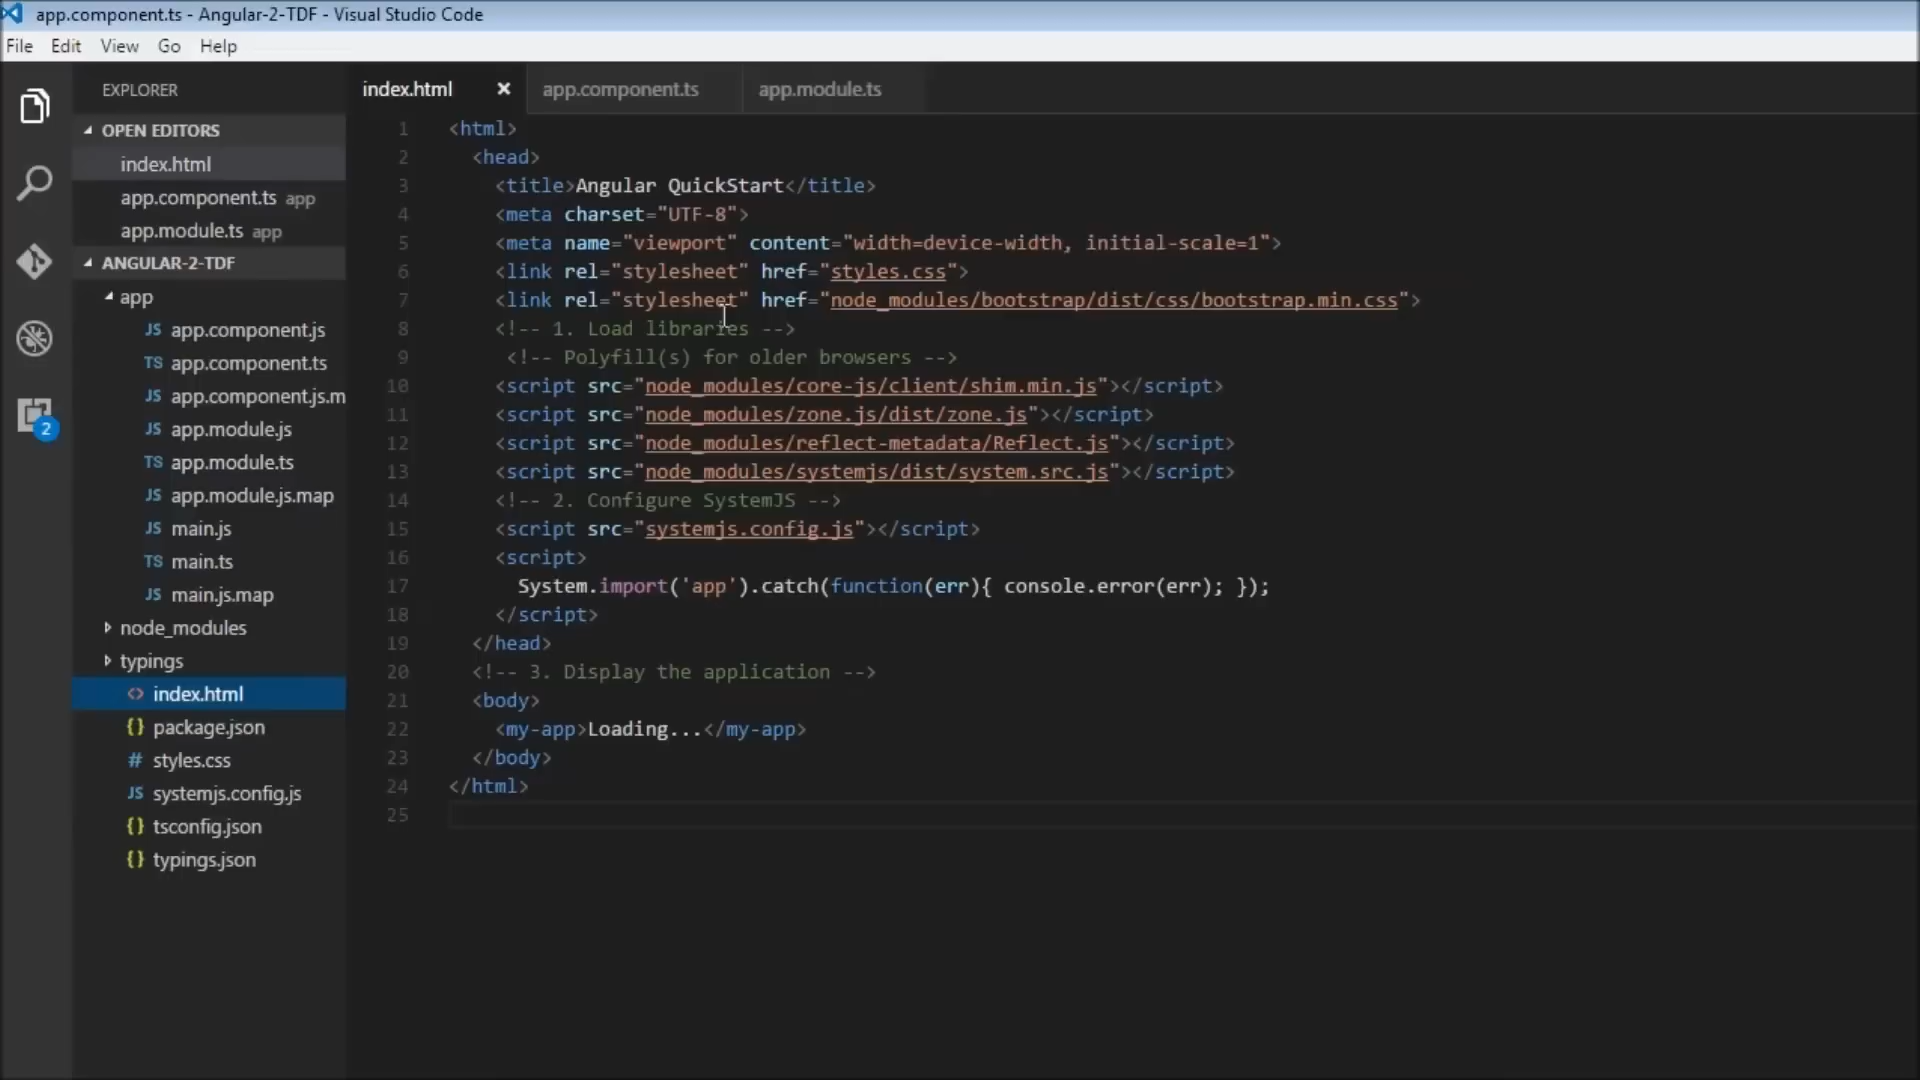 app.component.ts - Angular-2-TDF - Visual Studio Code
File Edit View Go Help
EXPLORER
OPEN EDITORS
index.html
app.component.ts app
app.module.ts app
ANGULAR-2-TDF
app
JS app.component.js
TS app.component.ts
JS app.component.js.m
JS app.module.js
TS app.module.ts
JS app.module.js.map
JS main.js
TS main.ts
JS main.js.map
node_modules
typings
<> index.html
{} package.json
# styles.css
JS systemjs.config.js
{} tsconfig.json
{} typings.json
2
index.html app.component.ts app.module.ts
1 <html>
2 <head>
3 <title>Angular QuickStart</title>
4 <meta charset="UTF-8">
5 <meta name="viewport" content="width=device-width, initial-scale=1">
6 <link rel="stylesheet" href="styles.css">
7 <link rel="stylesheet" href="node_modules/bootstrap/dist/css/bootstrap.min.css">
8 <!-- 1. Load libraries -->
9 <!-- Polyfill(s) for older browsers -->
10 <script src="node_modules/core-js/client/shim.min.js"></script>
11 <script src="node_modules/zone.js/dist/zone.js"></script>
12 <script src="node_modules/reflect-metadata/Reflect.js"></script>
13 <script src="node_modules/systemjs/dist/system.src.js"></script>
14 <!-- 2. Configure SystemJS -->
15 <script src="systemjs.config.js"></script>
16 <script>
17 System.import('app').catch(function(err){ console.error(err); });
18 </script>
19 </head>
20 <!-- 3. Display the application -->
21 <body>
22 <my-app>Loading...</my-app>
23 </body>
24 </html>
25